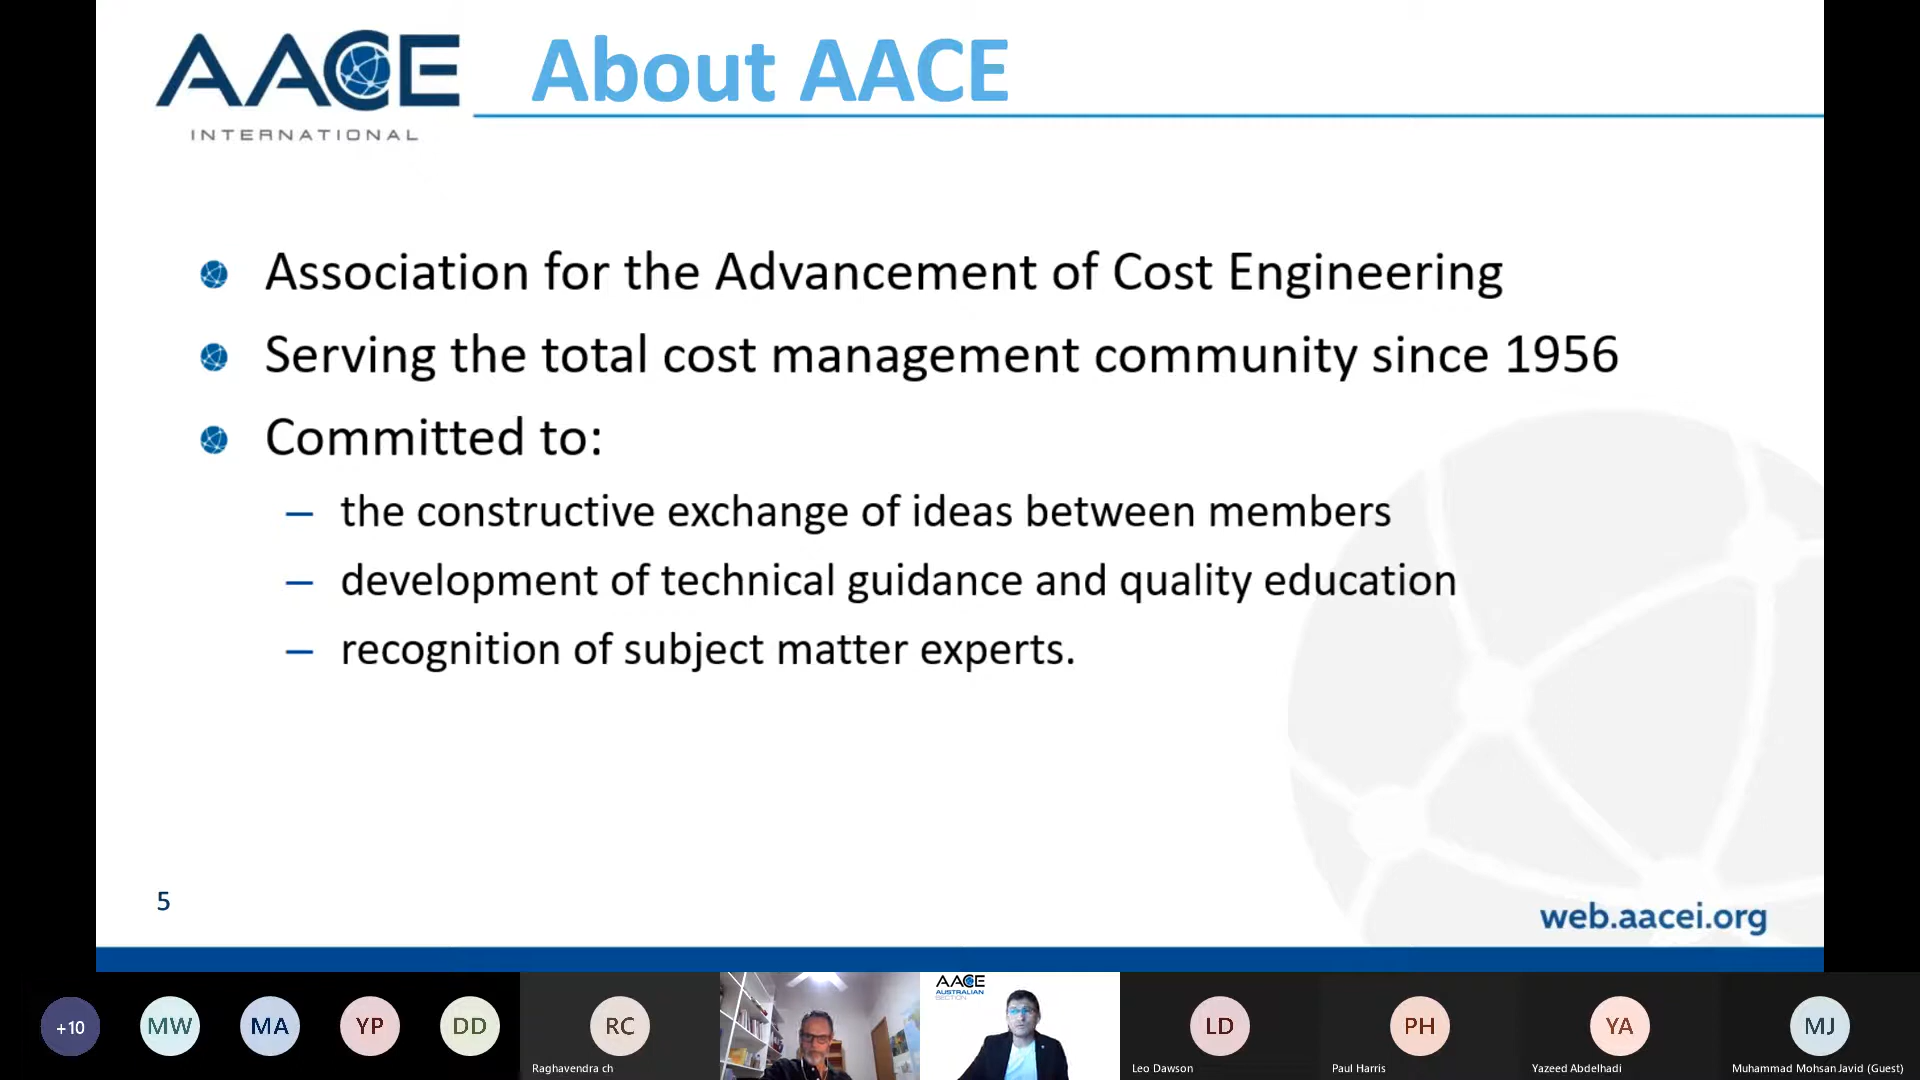 AACE
INTERNATIONAL
About AACE
Association for the Advancement of Cost Engineering
Serving the total cost management community since 1956
Committed to:
– the constructive exchange of ideas between members
– development of technical guidance and quality education
– recognition of subject matter experts.
5
web.aacei.org
+10
MW
MA
YP
DD
RC
Raghavendra ch
AACE
AUSTRALIAN
SECTION
LD
Leo Dawson
PH
Paul Harris
YA
Yazeed Abdelhadi
MJ
Muhammad Mohsan Javid (Guest)